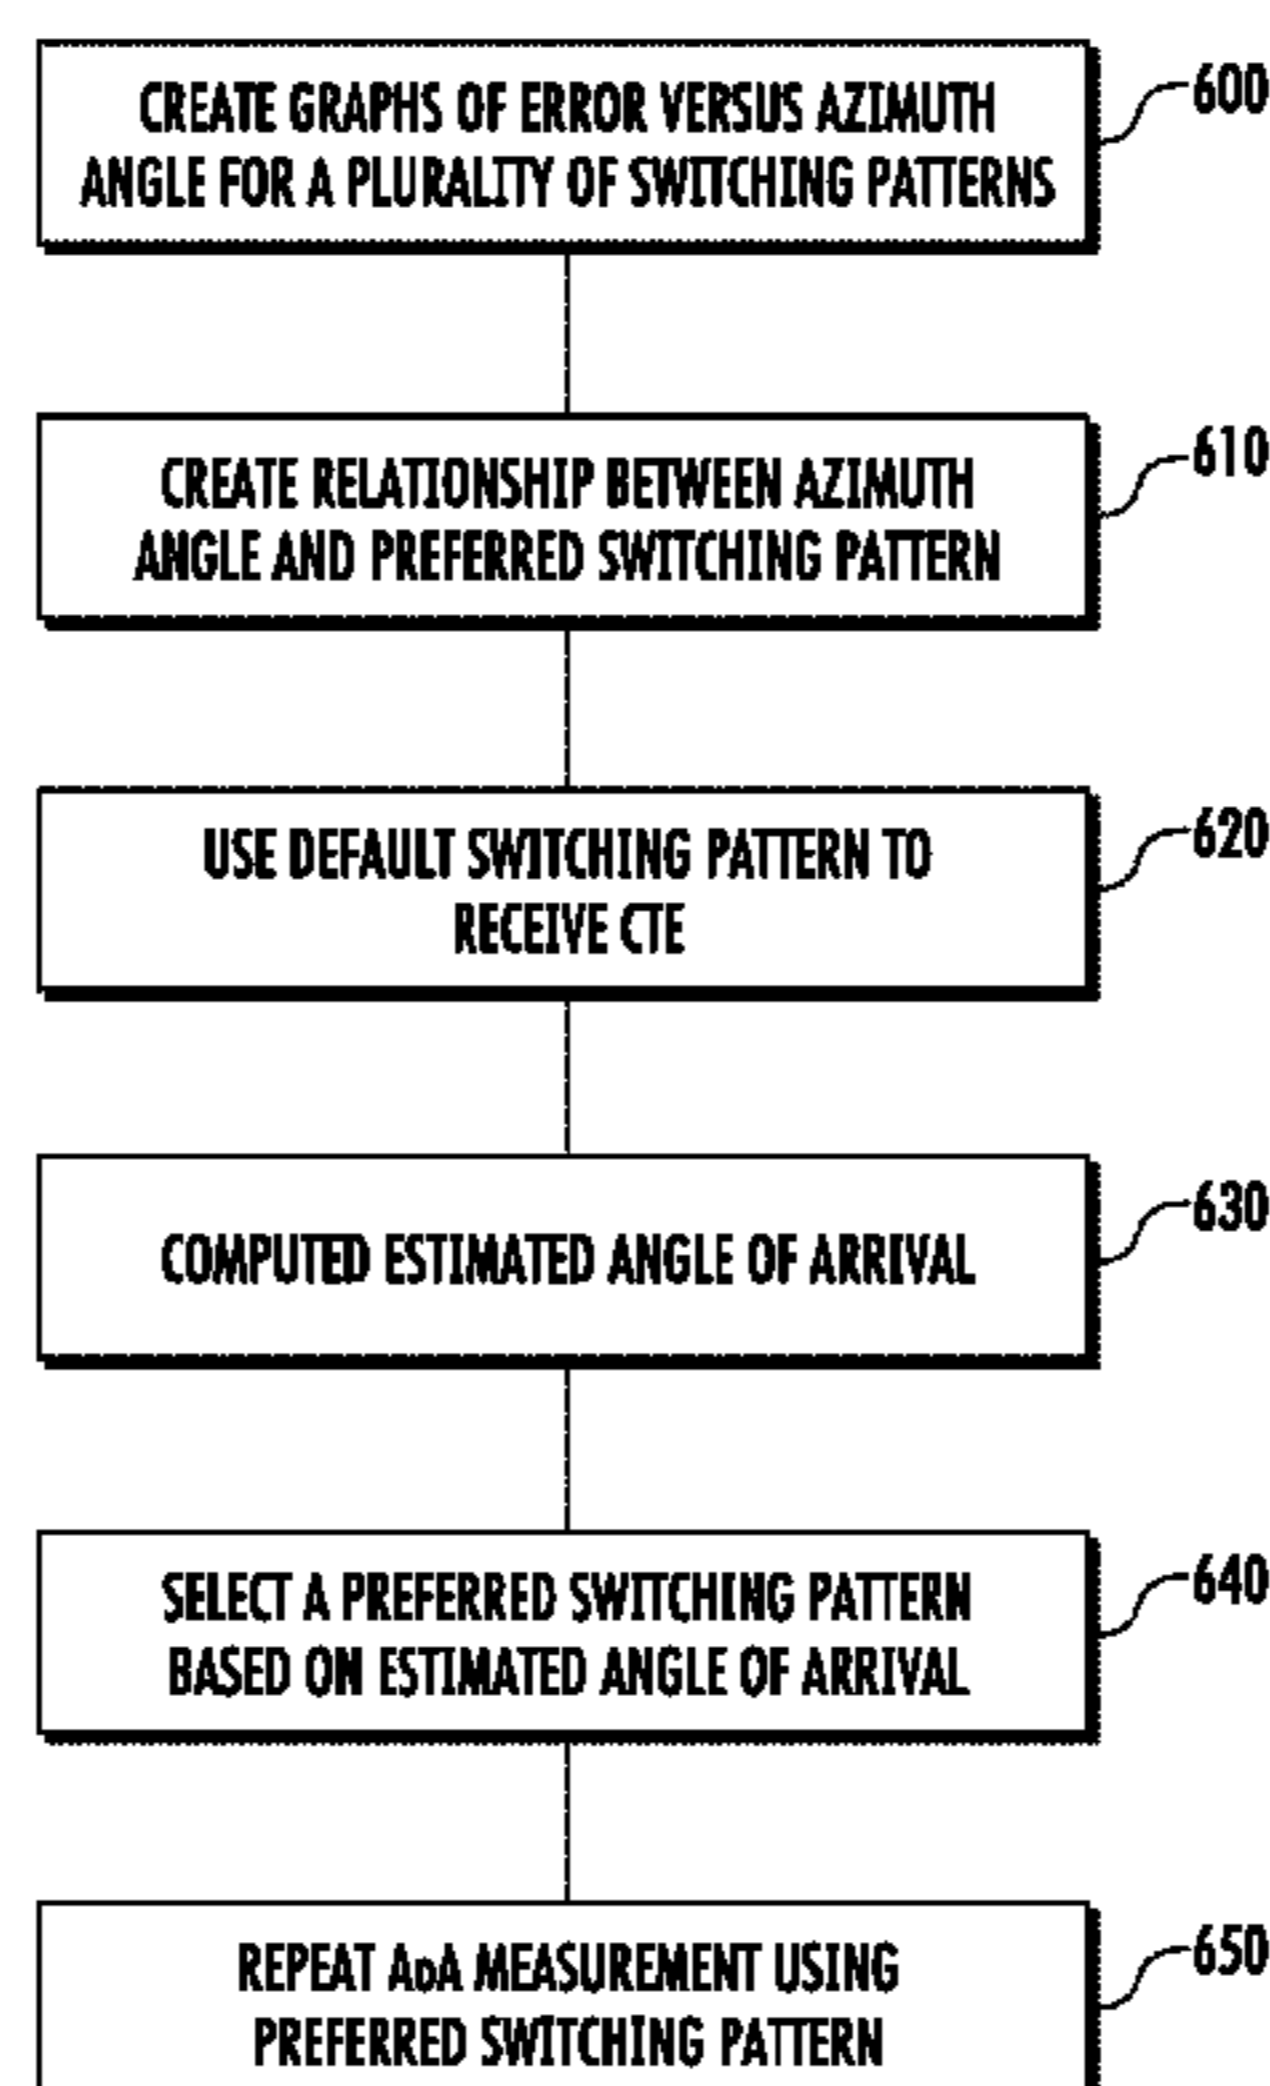 CREATE GRAPHS OF ERROR VERSUS AZIMUTH
ANGLE FOR A PLURALITY OF SWITCHING PATTERNS
600
CREATE RELATIONSHIP BETWEEN AZIMUTH
ANGLE AND PREFERRED SWITCHING PATTERN
610
USE DEFAULT SWITCHING PATTERN TO
RECEIVE CTE
620
COMPUTED ESTIMATED ANGLE OF ARRIVAL
630
SELECT A PREFERRED SWITCHING PATTERN
BASED ON ESTIMATED ANGLE OF ARRIVAL
640
REPEAT AoA MEASUREMENT USING
PREFERRED SWITCHING PATTERN
650